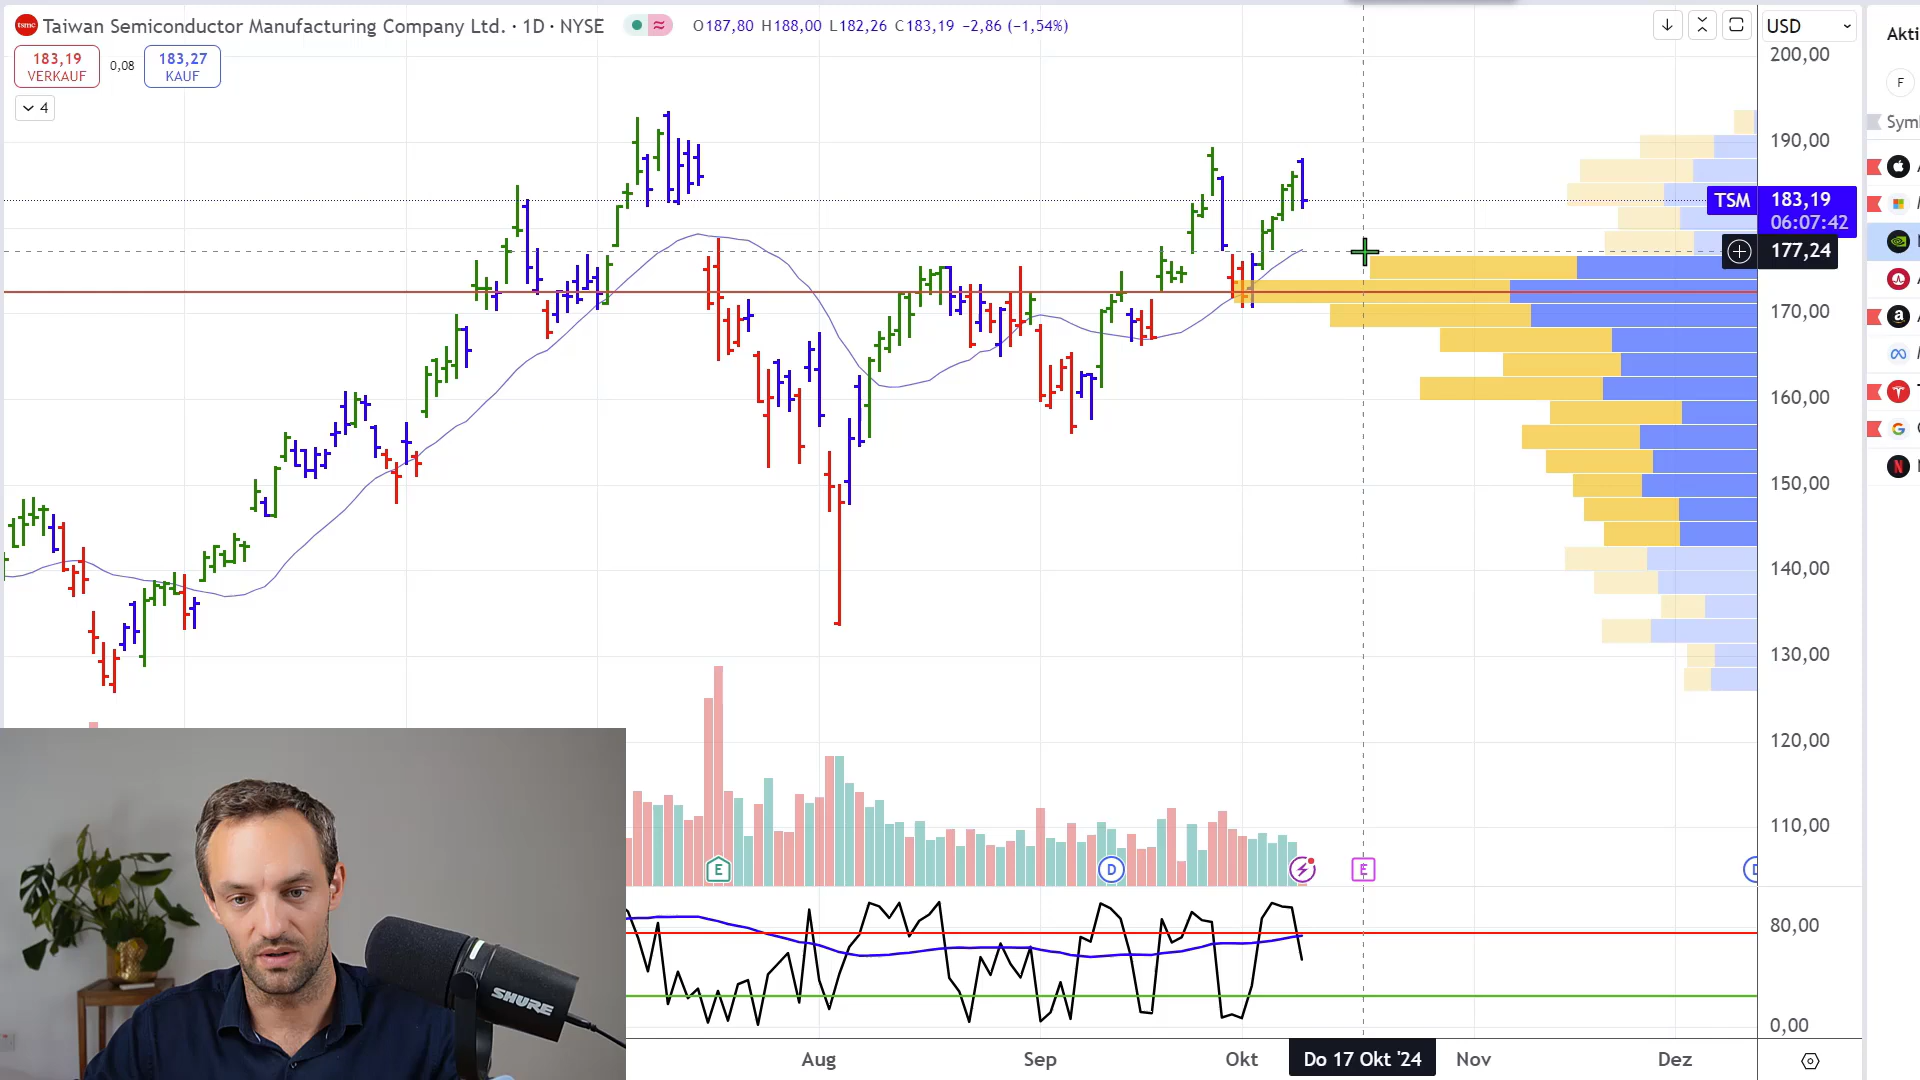 tsmc Taiwan Semiconductor Manufacturing Company Ltd. · 1D · NYSE O187,80 H188,00 L182,26 C183,19 −2,86 (−1,54%)
183,19
VERKAUF
0,08
183,27
KAUF
4
USD
200,00
190,00
TSM 183,19
06:07:42
177,24
170,00
160,00
150,00
140,00
130,00
120,00
110,00
80,00
0,00
E
D
E
Aug Sep Okt Do 17 Okt '24 Nov Dez
Akti
F
Sym
SHURE